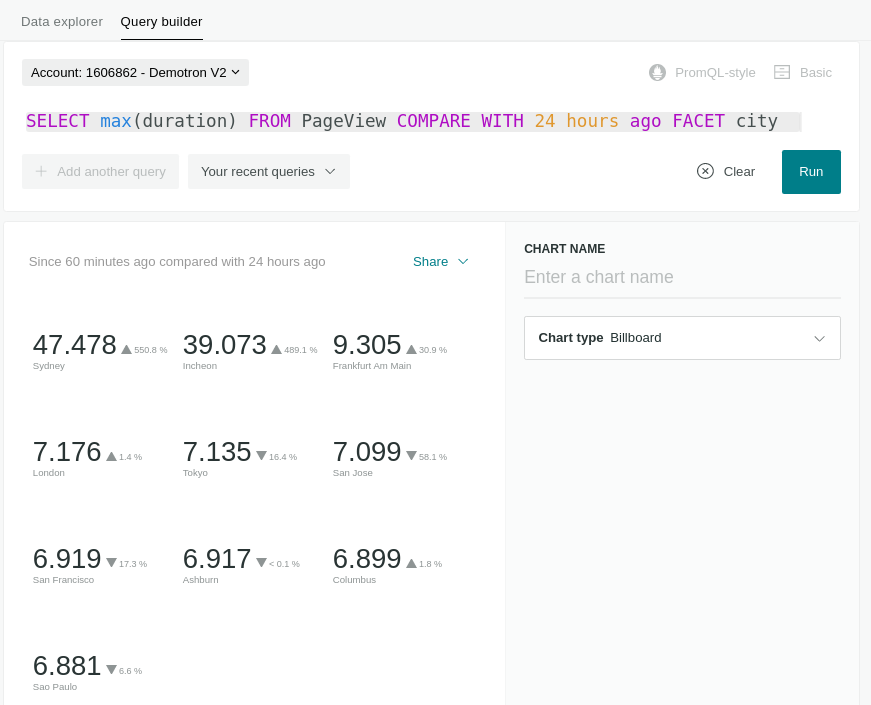 Data explorer Query builder
Account: 1606862 - Demotron V2 PromQL-style Basic
SELECT max(duration) FROM PageView COMPARE WITH 24 hours ago FACET city
Add another query Your recent queries Clear Run
Since 60 minutes ago compared with 24 hours ago Share
47.478 550.8 % 39.073 489.1 % 9.305 30.9 %
Sydney Incheon Frankfurt Am Main
7.176 1.4 % 7.135 16.4 % 7.099 58.1 %
London Tokyo San Jose
6.919 17.3 % 6.917 < 0.1 % 6.899 1.8 %
San Francisco Ashburn Columbus
6.881 6.6 %
Sao Paulo
CHART NAME
Enter a chart name
Chart type Billboard